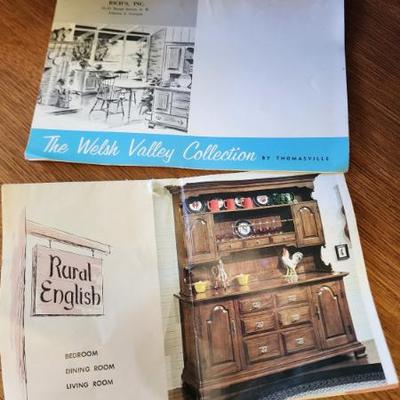 RICH'S, INC.
The Welsh Valley Collection BY THOMASVILLE
Rural
English
BEDROOM
DINING ROOM
LIVING ROOM